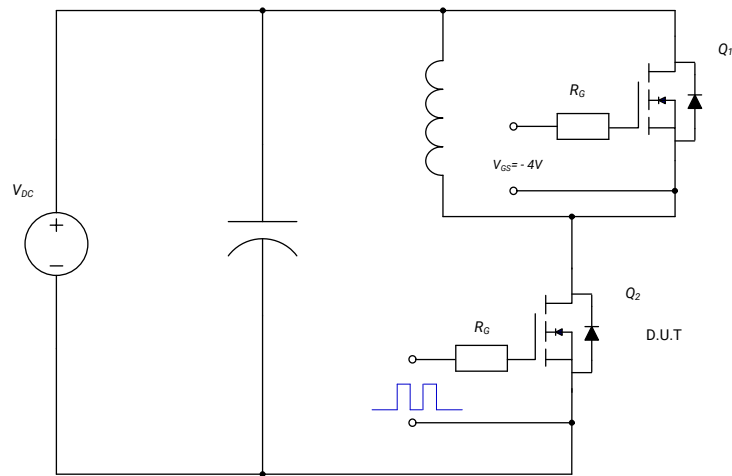 Q1
RG
VGS= - 4V
VDC
+
−
Q2
RG
D.U.T